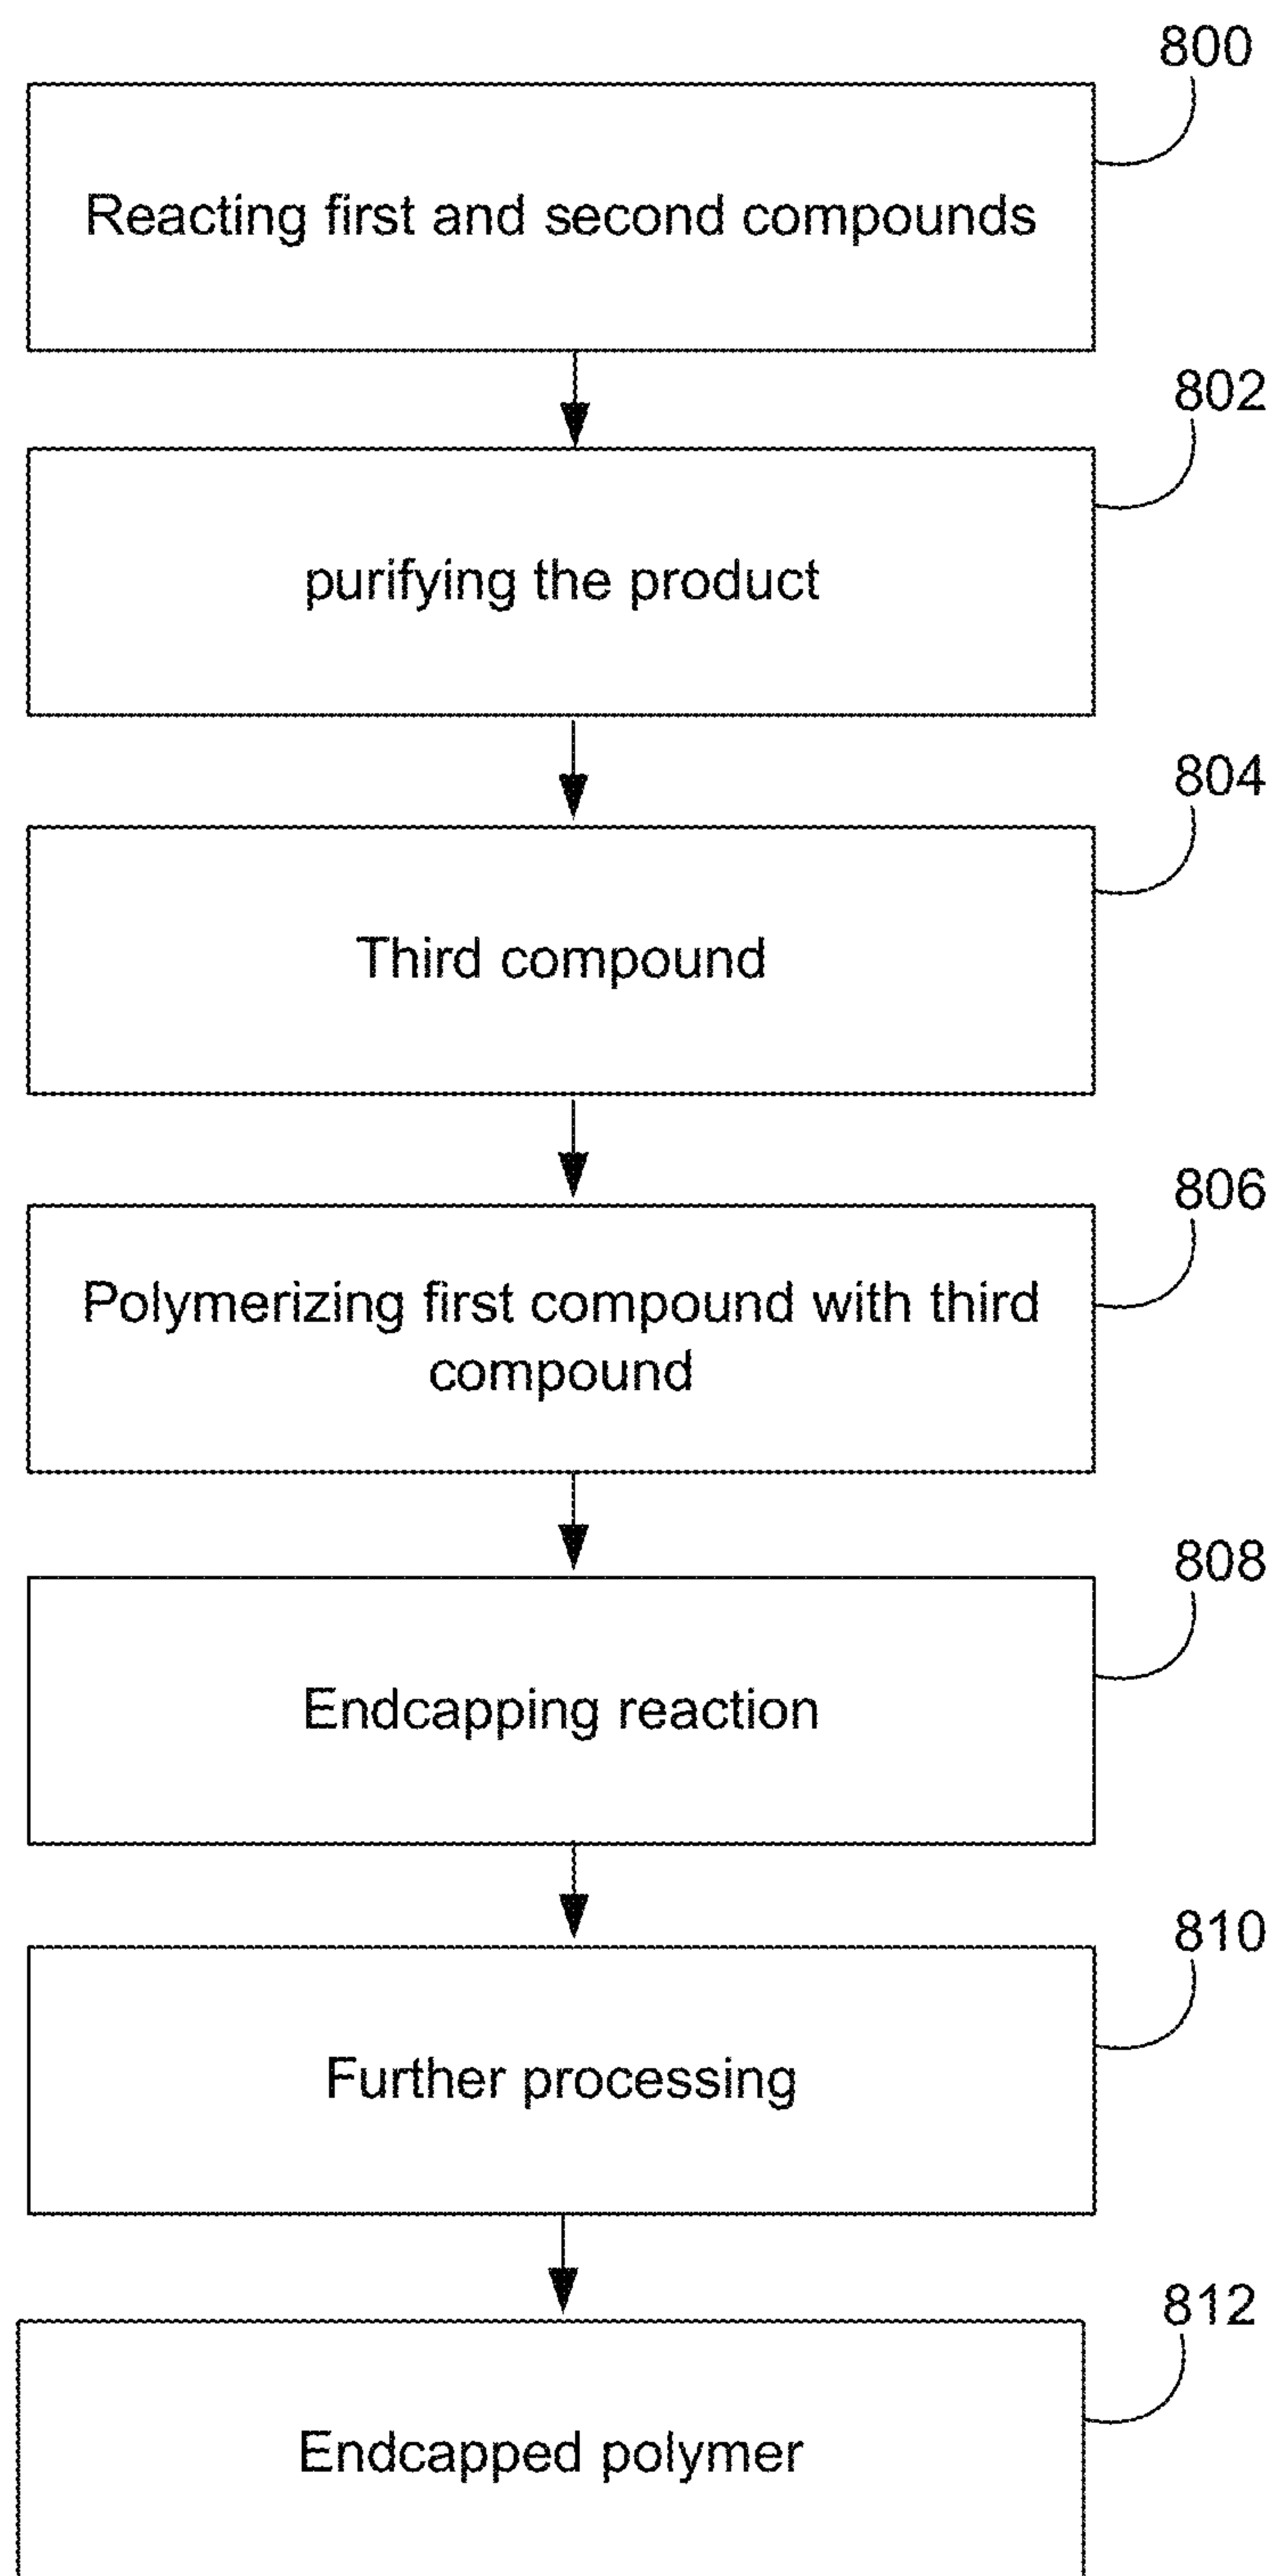 800
Reacting first and second compounds
802
purifying the product
804
Third compound
806
Polymerizing first compound with third
compound
808
Endcapping reaction
810
Further processing
812
Endcapped polymer